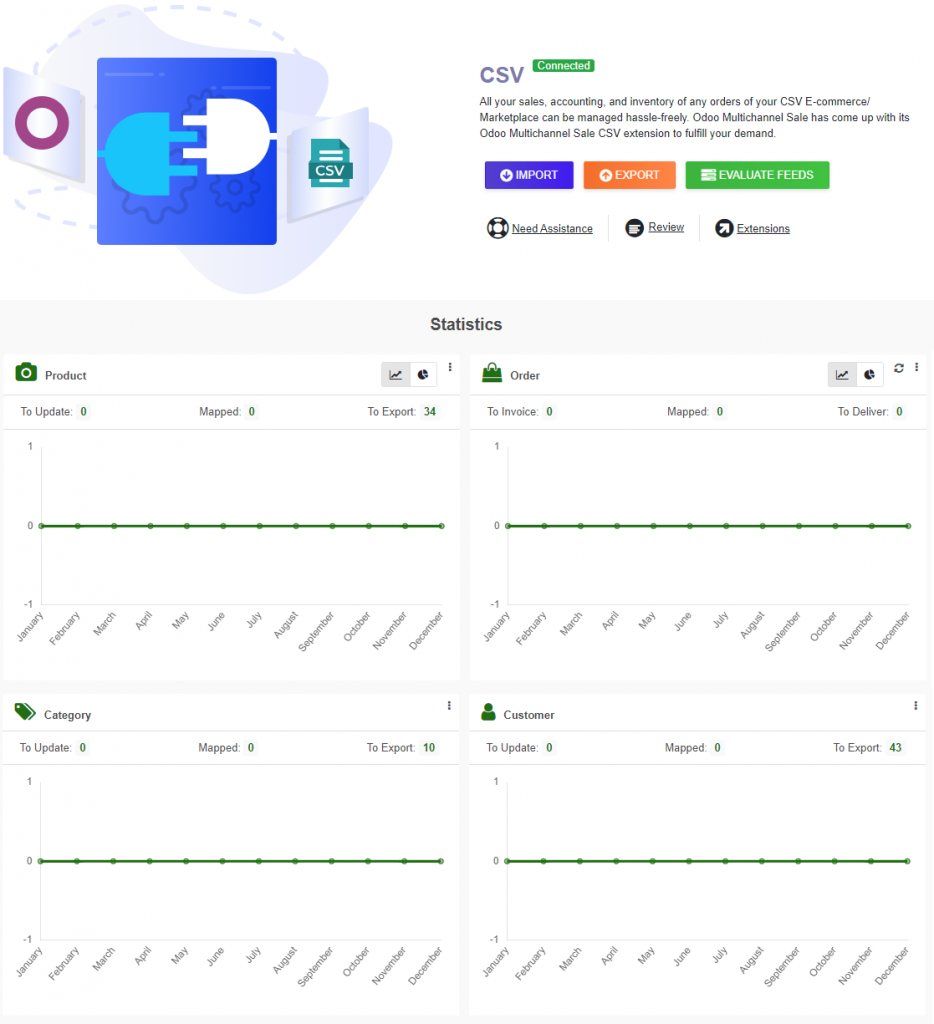 CSV
CSV Connected
All your sales, accounting, and inventory of any orders of your CSV E-commerce/
Marketplace can be managed hassle-freely. Odoo Multichannel Sale has come up with its
Odoo Multichannel Sale CSV extension to fulfill your demand.
IMPORT EXPORT EVALUATE FEEDS
Need Assistance Review Extensions
Statistics
Product
To Update: 0 Mapped: 0 To Export: 34
1
0
-1
January February March April May June July August September October November December
Order
To Invoice: 0 Mapped: 0 To Deliver: 0
1
0
-1
January February March April May June July August September October November December
Category
To Update: 0 Mapped: 0 To Export: 10
1
0
-1
January February March April May June July August September October November December
Customer
To Update: 0 Mapped: 0 To Export: 43
1
0
-1
January February March April May June July August September October November December